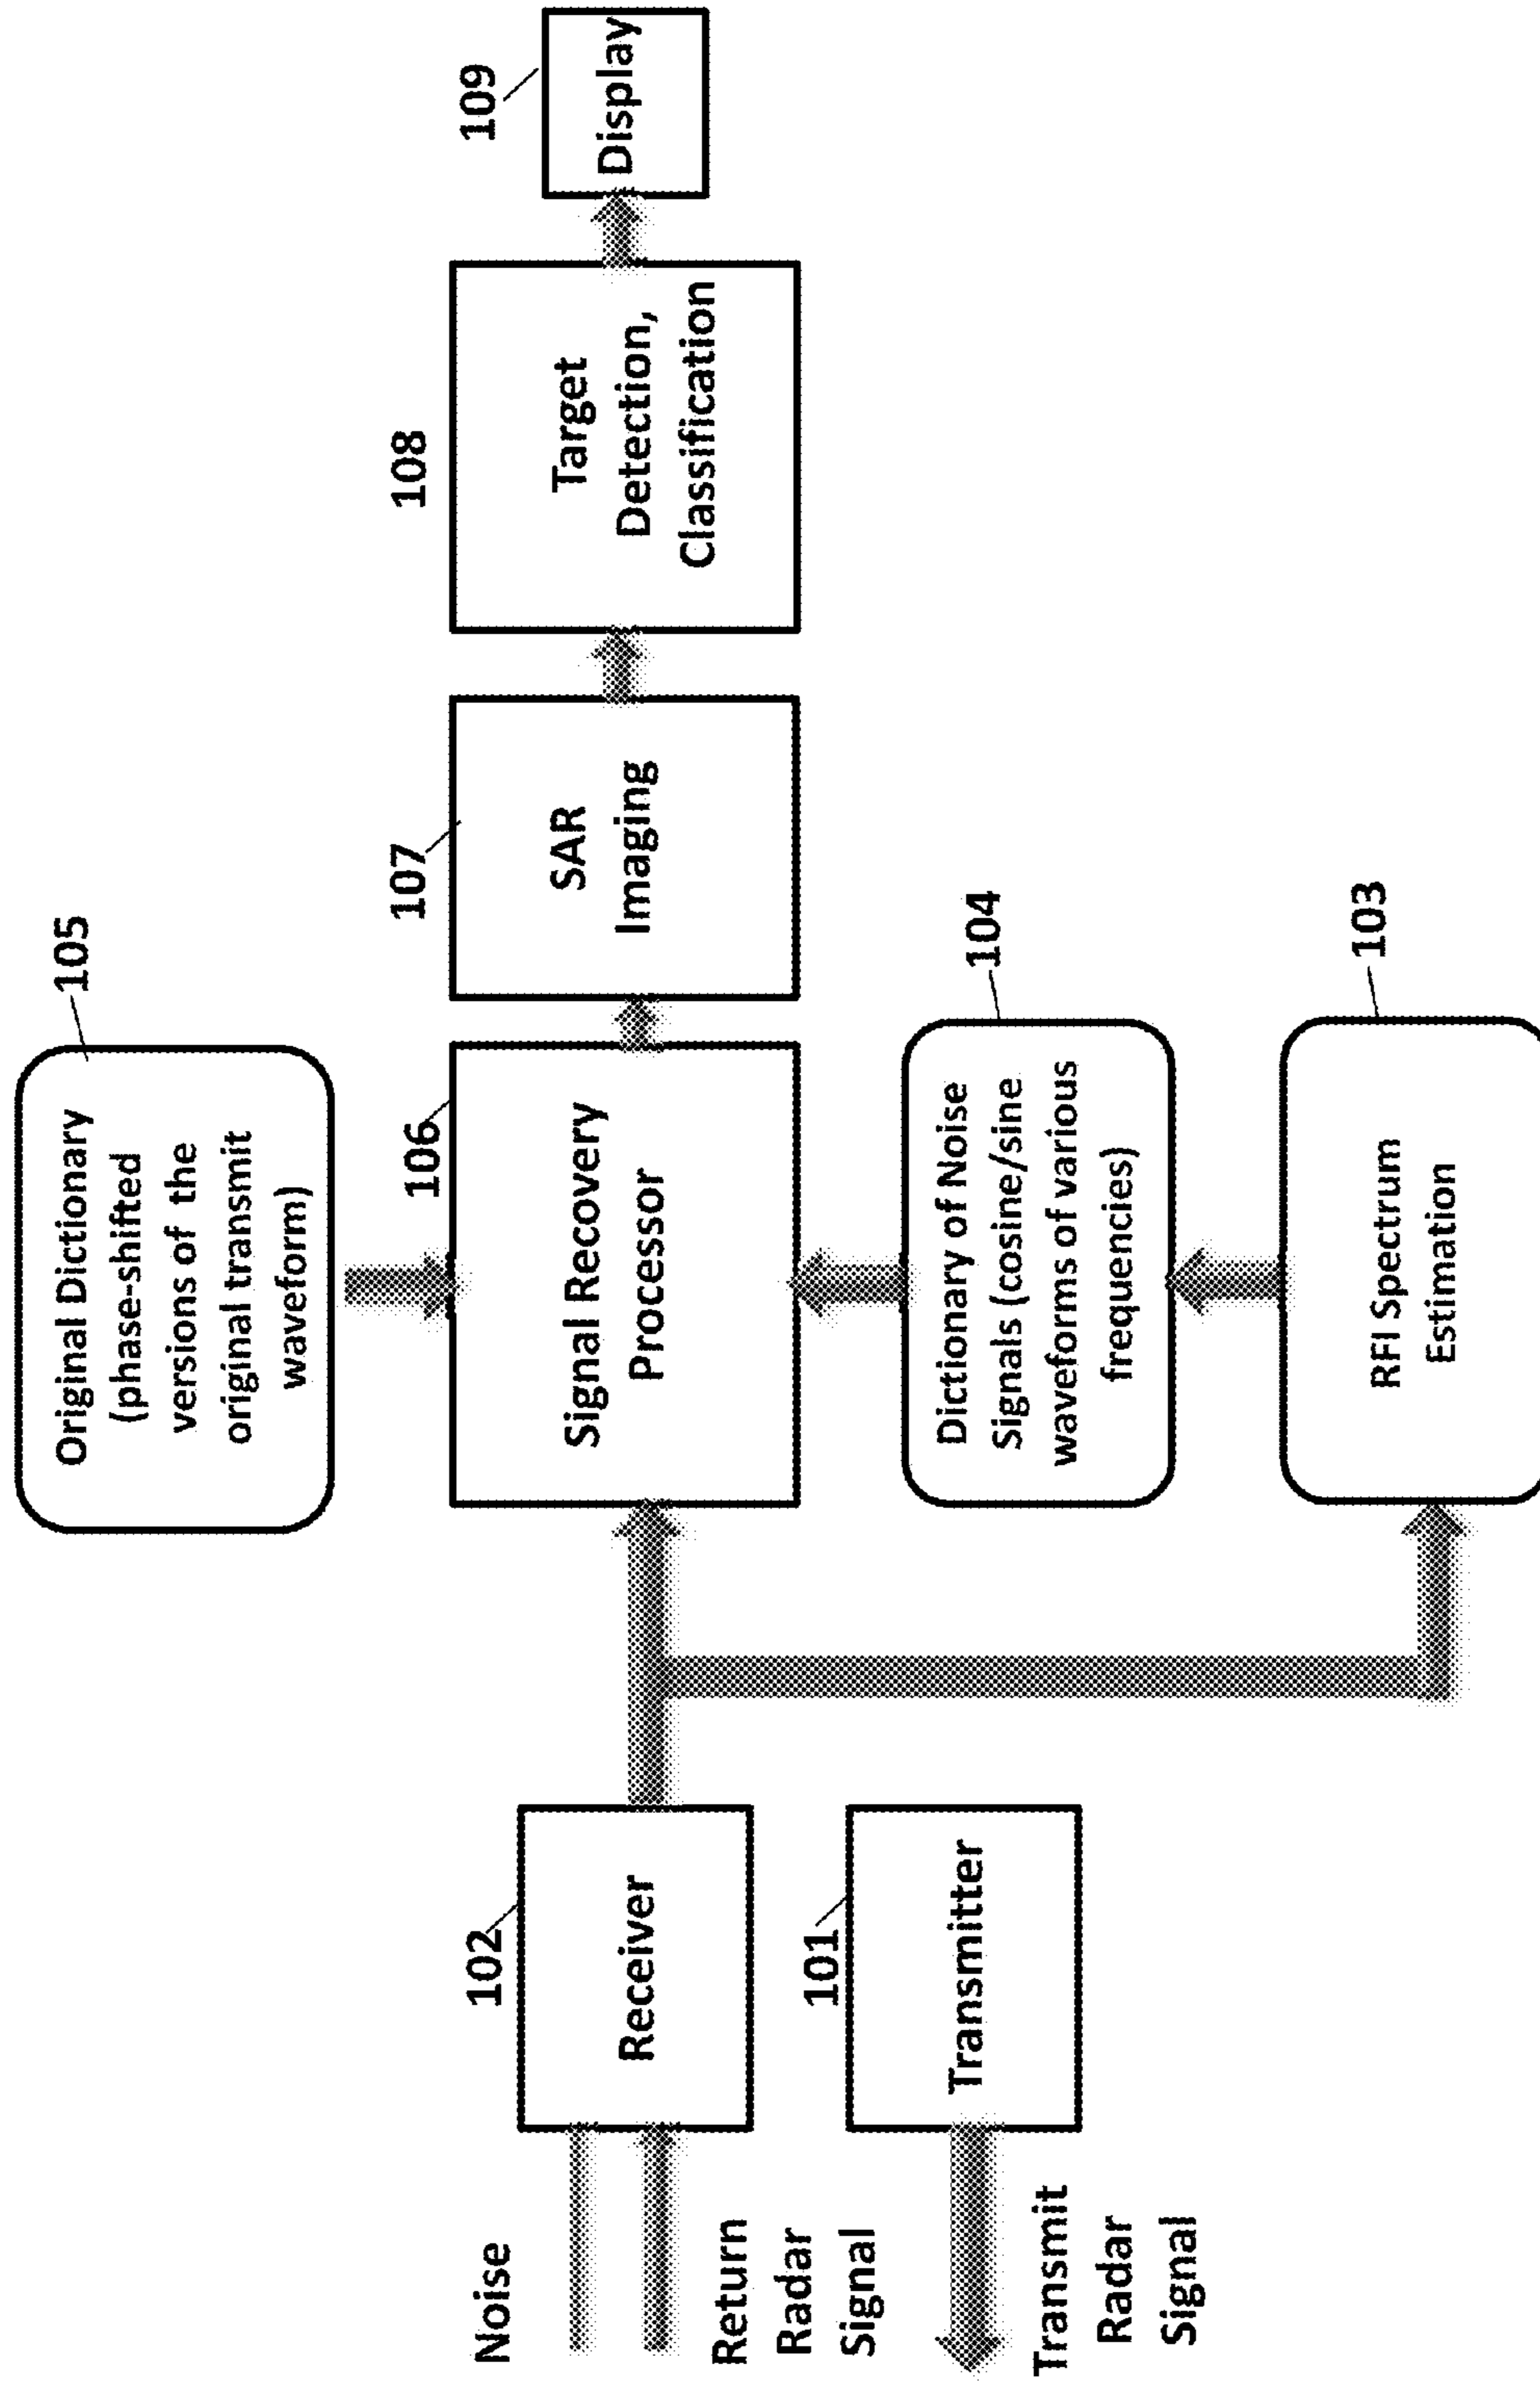 105
Original Dictionary
(phase-shifted
versions of the
original transmit
waveform)
Noise
Return
Radar
Signal
102
Receiver
106
Signal Recovery
Processor
107
SAR
Imaging
108
Target
Detection,
Classification
109
Display
Transmit
Radar
Signal
101
Transmitter
104
Dictionary of Noise
Signals (cosine/sine
waveforms of various
frequencies)
103
RFI Spectrum
Estimation